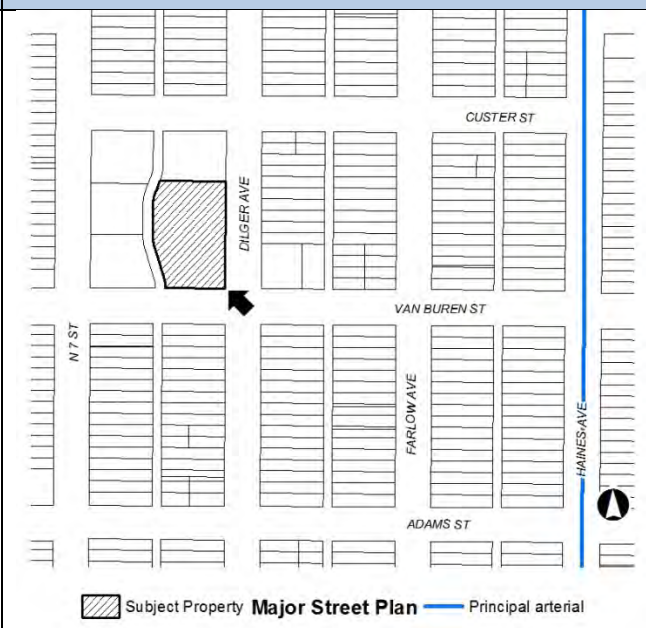 CUSTER ST
DILGER AVE
VAN BUREN ST
N 7 ST
FARLOW AVE
HAINES AVE
ADAMS ST
Subject Property Major Street Plan Principal arterial